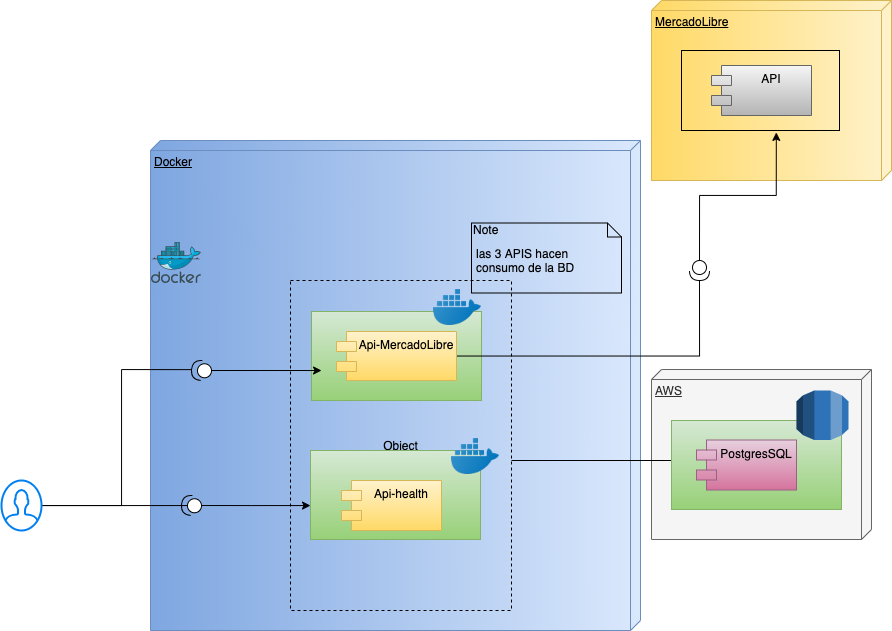 MercadoLibre
API
Docker
Note
las 3 APIS hacen
consumo de la BD
docker
Api-MercadoLibre
AWS
PostgresSQL
Object
Api-health